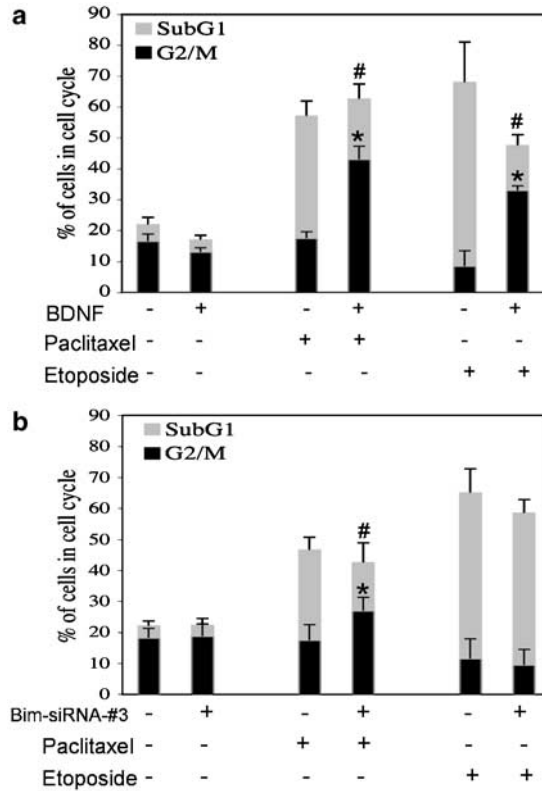 a
90
80
70
60
50
40
30
20
10
0
% of cells in cell cycle
SubG1
G2/M
#
*
#
*
BDNF - + - + - +
Paclitaxel - - + + - -
Etoposide - - - - + +
b
90
80
70
60
50
40
30
20
10
0
% of cells in cell cycle
SubG1
G2/M
#
*
Bim-siRNA-#3 - + - + - +
Paclitaxel - - + + - -
Etoposide - - - - + +